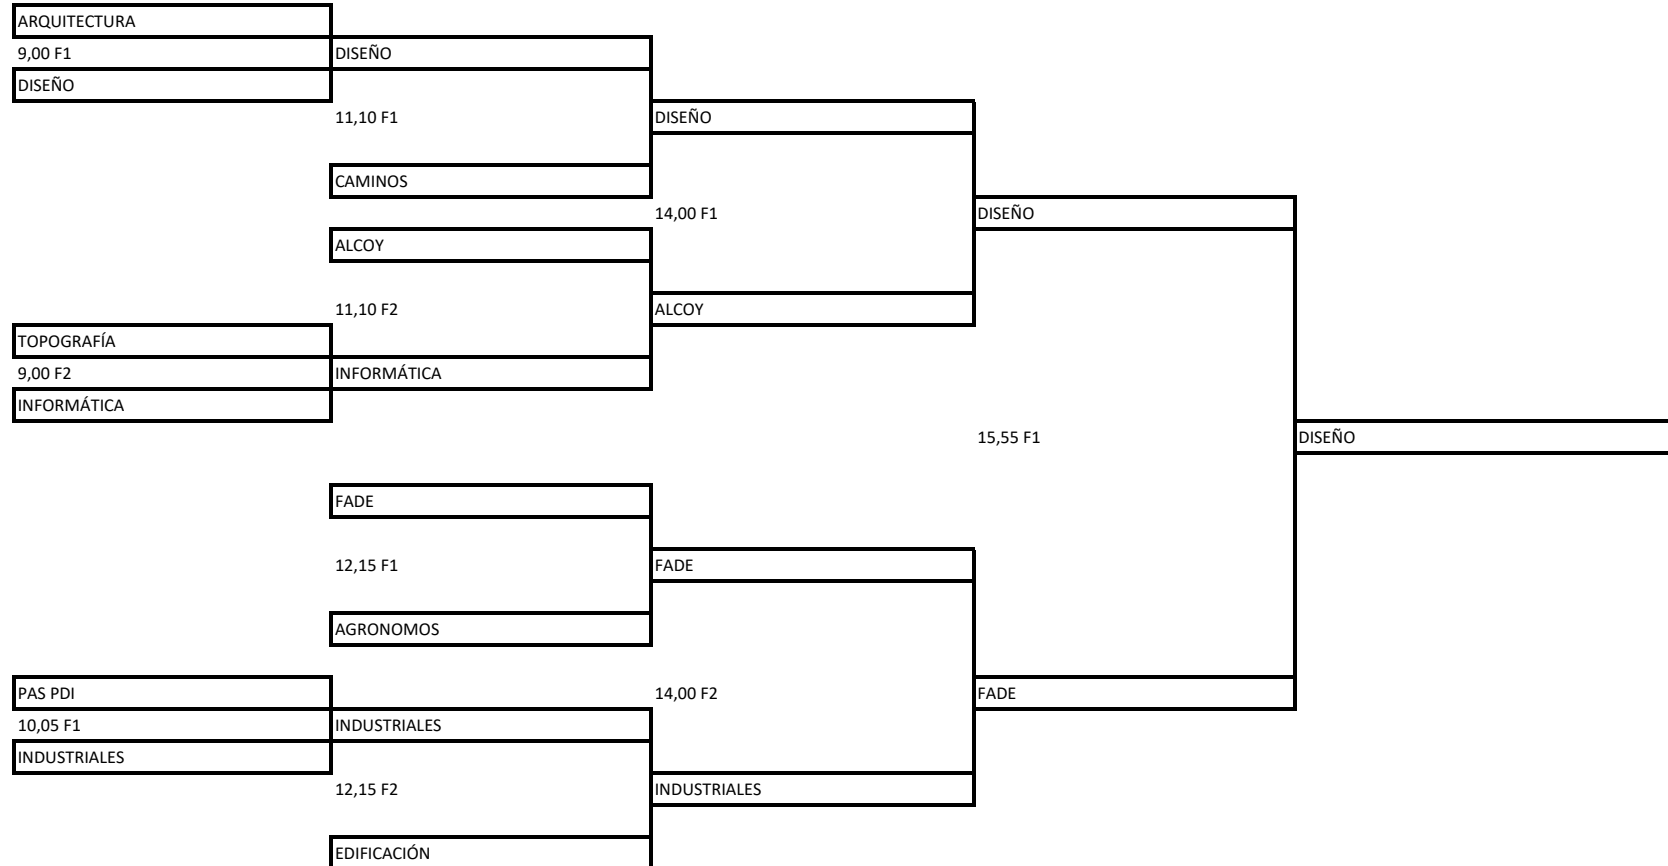 ARQUITECTURA
9,00 F1
DISEÑO
DISEÑO
11,10 F1
DISEÑO
CAMINOS
14,00 F1
DISEÑO
ALCOY
11,10 F2
ALCOY
TOPOGRAFÍA
9,00 F2
INFORMÁTICA
INFORMÁTICA
15,55 F1
DISEÑO
FADE
12,15 F1
FADE
AGRONOMOS
PAS PDI
14,00 F2
FADE
10,05 F1
INDUSTRIALES
INDUSTRIALES
12,15 F2
INDUSTRIALES
EDIFICACIÓN